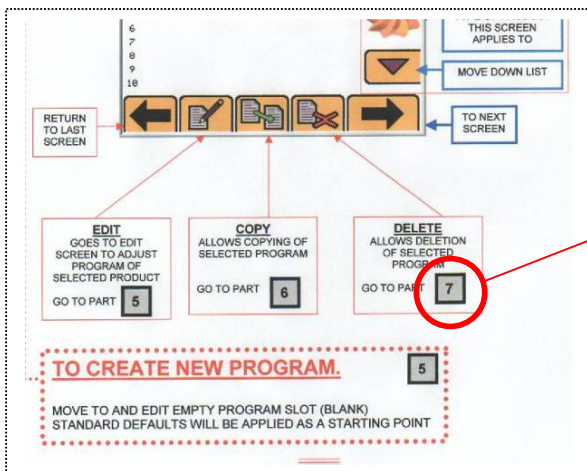 6
7
8
9
10
THIS SCREEN
APPLIES TO
MOVE DOWN LIST
RETURN
TO LAST
SCREEN
TO NEXT
SCREEN
EDIT
GOES TO EDIT
SCREEN TO ADJUST
PROGRAM OF
SELECTED PRODUCT
GO TO PART 5
COPY
ALLOWS COPYING OF
SELECTED PROGRAM
GO TO PART 6
DELETE
ALLOWS DELETION
OF SELECTED
PROGRAM
GO TO PART 7
TO CREATE NEW PROGRAM. 5
MOVE TO AND EDIT EMPTY PROGRAM SLOT (BLANK)
STANDARD DEFAULTS WILL BE APPLIED AS A STARTING POINT